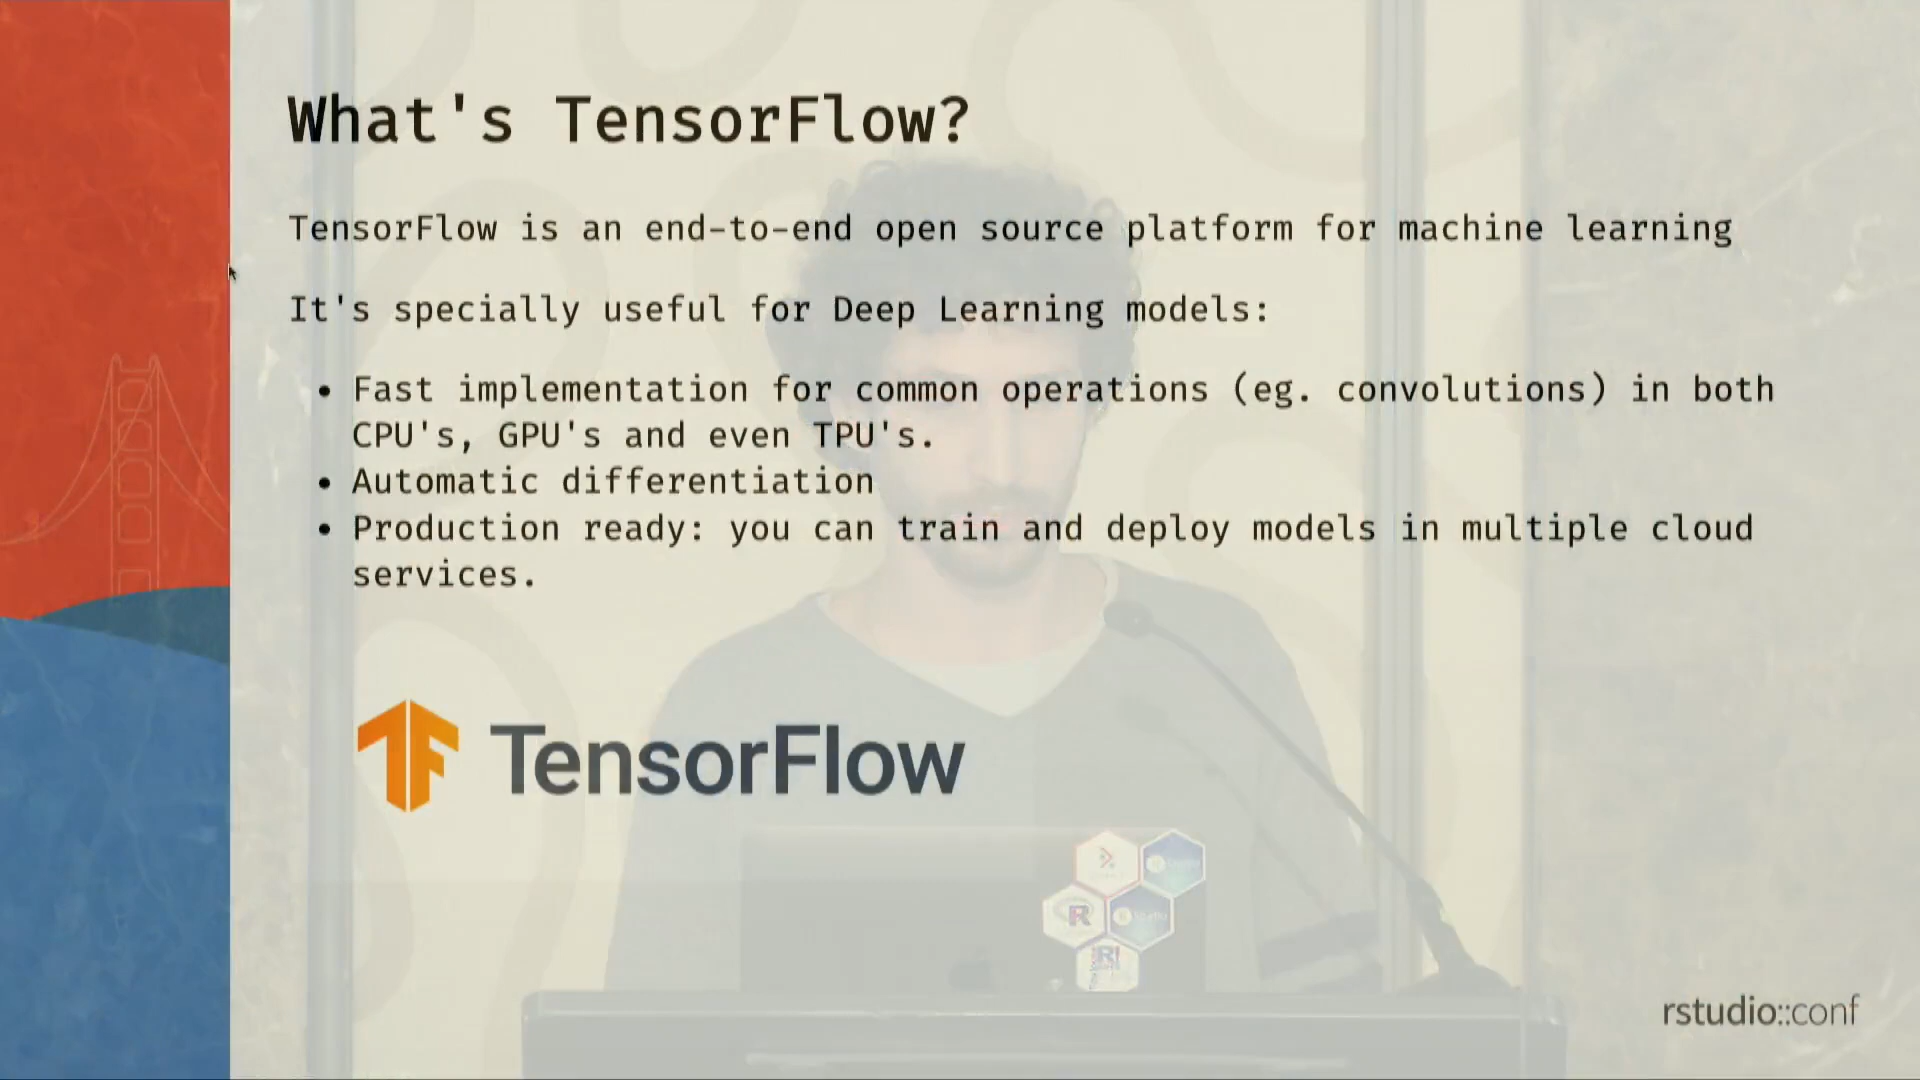 What's TensorFlow?
TensorFlow is an end-to-end open source platform for machine learning
It's specially useful for Deep Learning models:
• Fast implementation for common operations (eg. convolutions) in both
CPU's, GPU's and even TPU's.
• Automatic differentiation
• Production ready: you can train and deploy models in multiple cloud
services.
TensorFlow
R
rstudio::conf